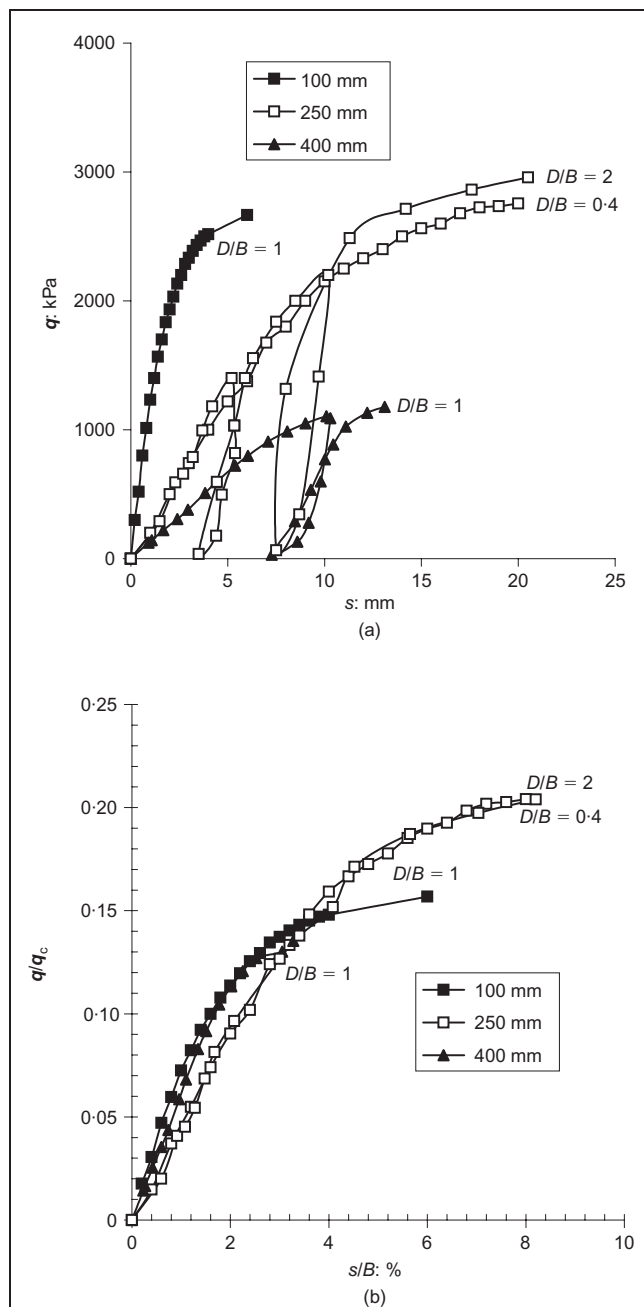 4000
100 mm
250 mm
400 mm
D/B = 2
3000
D/B = 0·4
D/B = 1
q: kPa
2000
D/B = 1
1000
0
0 5 10 15 20 25
s: mm
(a)
0·25
D/B = 2
0·20
D/B = 0·4
D/B = 1
0·15
q/qc
D/B = 1
100 mm
0·10
250 mm
400 mm
0·05
0
0 2 4 6 8 10
s/B: %
(b)